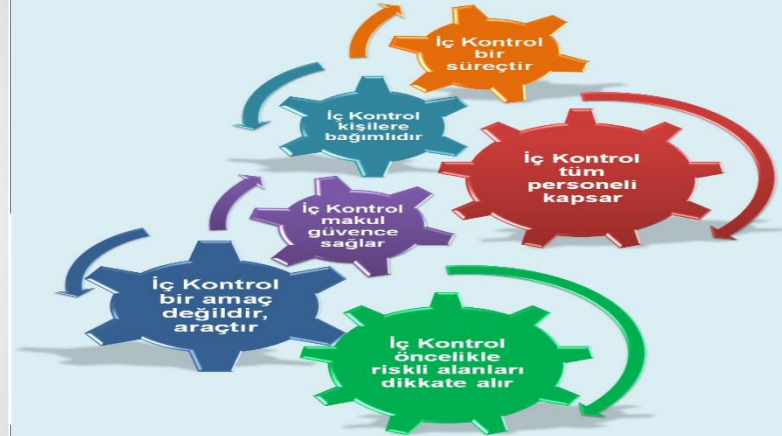 İç Kontrol
bir
süreçtir
İç Kontrol
kişilere
bağımlıdır
İç Kontrol
tüm
personeli
kapsar
İç Kontrol
makul
güvence
sağlar
İç Kontrol
bir amaç
değildir,
araçtır
İç Kontrol
öncelikle
riskli alanları
dikkate alır